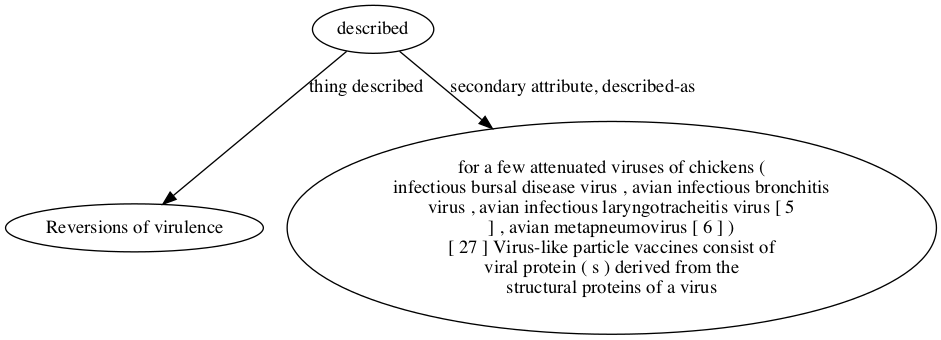 described
thing described
secondary attribute, described-as
for a few attenuated viruses of chickens (
infectious bursal disease virus , avian infectious bronchitis
virus , avian infectious laryngotracheitis virus [ 5
] , avian metapneumovirus [ 6 ] )
[ 27 ] Virus-like particle vaccines consist of
viral protein ( s ) derived from the
structural proteins of a virus
Reversions of virulence